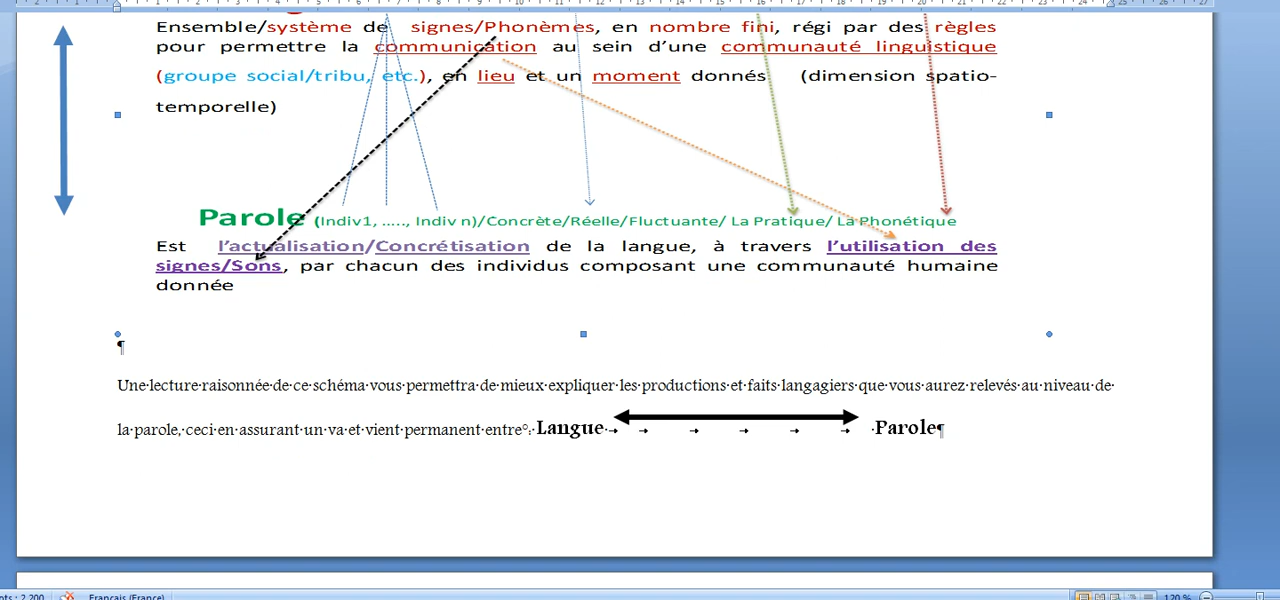 Ensemble/système de signes/Phonèmes, en nombre fini, régi par des règles
pour permettre la communication au sein d'une communauté linguistique
(groupe social/tribu, etc.), en lieu et un moment donnés (dimension spatio-
temporelle)
Parole (Indiv1, ....., Indiv n)/Concrète/Réelle/Fluctuante/ La Pratique/ La Phonétique
Est l'actualisation/Concrétisation de la langue, à travers l'utilisation des
signes/Sons, par chacun des individus composant une communauté humaine
donnée
¶
Une lecture raisonnée de ce schéma vous permettra de mieux expliquer les productions et faits langagiers que vous aurez relevés au niveau de
la parole, ceci en assurant un va et vient permanent entre°: Langue → → → → → → Parole¶
Français (France) 120 %